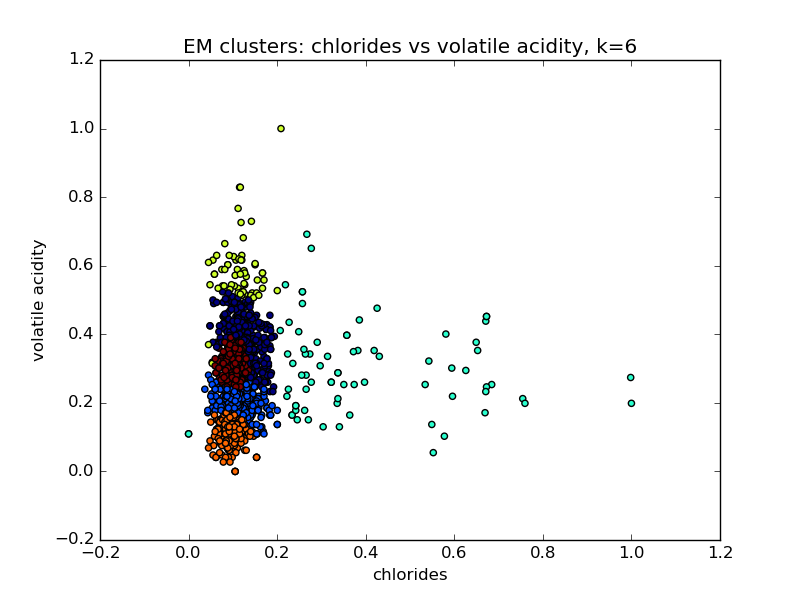 EM clusters: chlorides vs volatile acidity, k=6
1.2
1.0
0.8
0.6
0.4
0.2
0.0
−0.2
volatile acidity
−0.2 0.0 0.2 0.4 0.6 0.8 1.0 1.2
chlorides